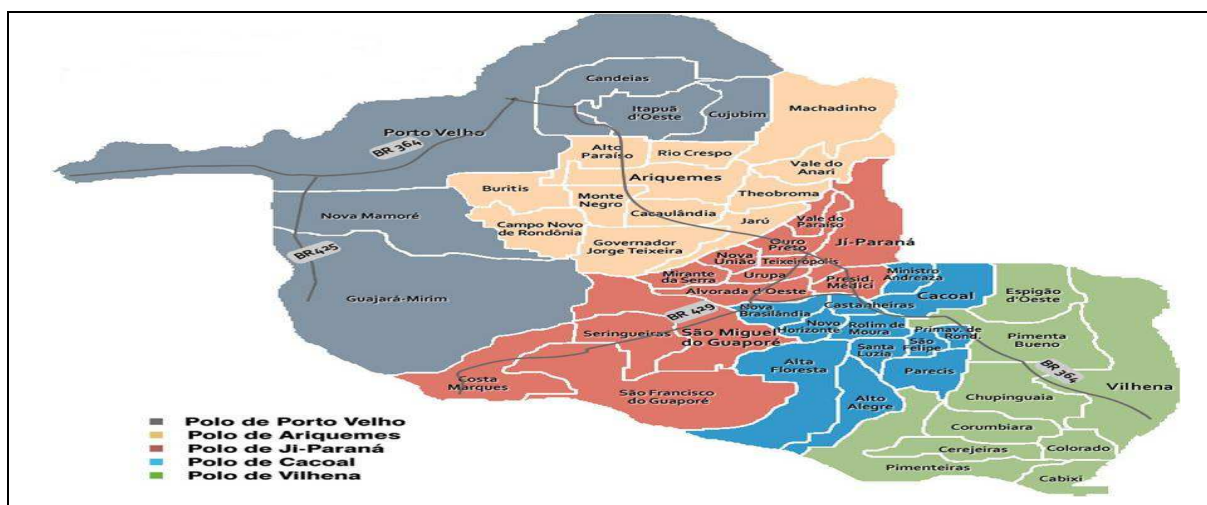 Candeias
Itapuã
d'Oeste
Cujubim
Machadinho
Porto Velho
BR 364
Alto
Paraíso
Rio Crespo
Vale do
Anari
Ariquemes
Buritis
Monte
Negro
Theobroma
Cacaulândia
Nova Mamoré
Campo Novo
de Rondônia
Jarú
Vale do
Paraíso
BR 425
Governador
Jorge Teixeira
Ouro
Preto
Ji-Paraná
Nova
União
Teixeirópolis
Mirante
da Serra
Urupa
Presid.
Médici
Ministro
Andreaza
Guajará-Mirim
Alvorada d'Oeste
Cacoal
Espigão
d'Oeste
BR 429
Nova
Brasilândia
Castanheiras
Seringueiras
São Miguel
do Guaporé
Novo
Horizonte
Rolim de
Moura
Primav. de
Rond.
Pimenta
Bueno
Santa
Luzia
São
Felipe
Alta
Floresta
Parecis
BR 364
Vilhena
Costa
Marques
São Francisco
do Guaporé
Alto
Alegre
Chupinguaia
Corumbiara
Cerejeiras
Colorado
Pimenteiras
Cabixi
Polo de Porto Velho
Polo de Ariquemes
Polo de Ji-Paraná
Polo de Cacoal
Polo de Vilhena